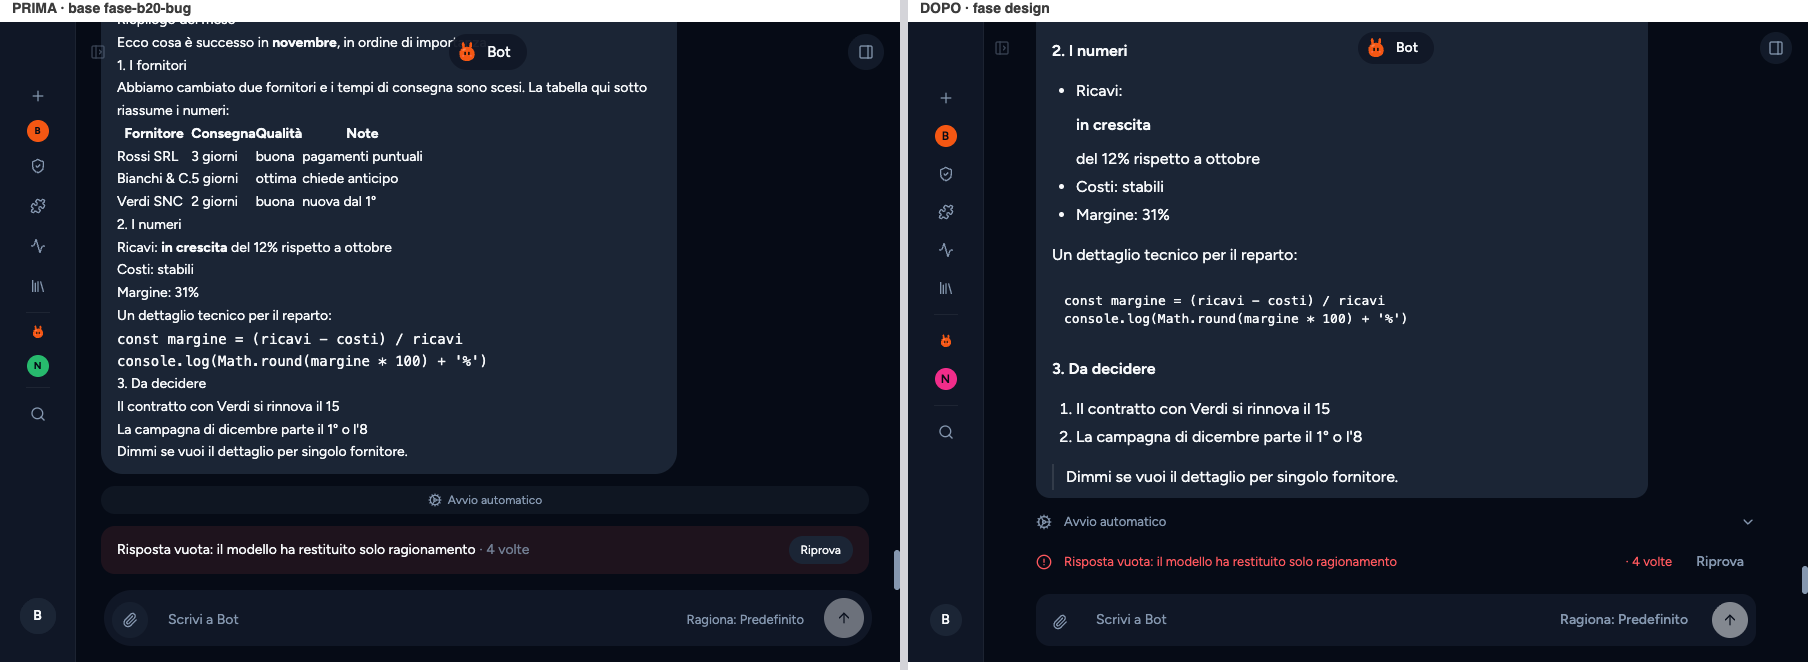 PRIMA · base fase-b20-bug
Riepilogo del mese
Ecco cosa è successo in novembre, in ordine di impor
Bot
1. I fornitori
Abbiamo cambiato due fornitori e i tempi di consegna sono scesi. La tabella qui sotto
riassume i numeri:
Fornitore Consegna Qualità Note
Rossi SRL 3 giorni buona pagamenti puntuali
Bianchi & C. 5 giorni ottima chiede anticipo
Verdi SNC 2 giorni buona nuova dal 1°
2. I numeri
Ricavi: in crescita del 12% rispetto a ottobre
Costi: stabili
Margine: 31%
Un dettaglio tecnico per il reparto:
const margine = (ricavi − costi) / ricavi
console.log(Math.round(margine * 100) + '%')
3. Da decidere
Il contratto con Verdi si rinnova il 15
La campagna di dicembre parte il 1° o l'8
Dimmi se vuoi il dettaglio per singolo fornitore.
Avvio automatico
Risposta vuota: il modello ha restituito solo ragionamento · 4 volte
Riprova
Scrivi a Bot
Ragiona: Predefinito
B
N
B
DOPO · fase design
Bot
2. I numeri
• Ricavi:
in crescita
del 12% rispetto a ottobre
• Costi: stabili
• Margine: 31%
Un dettaglio tecnico per il reparto:
const margine = (ricavi − costi) / ricavi
console.log(Math.round(margine * 100) + '%')
3. Da decidere
1. Il contratto con Verdi si rinnova il 15
2. La campagna di dicembre parte il 1° o l'8
Dimmi se vuoi il dettaglio per singolo fornitore.
Avvio automatico
Risposta vuota: il modello ha restituito solo ragionamento
· 4 volte
Riprova
Scrivi a Bot
Ragiona: Predefinito
B
N
B